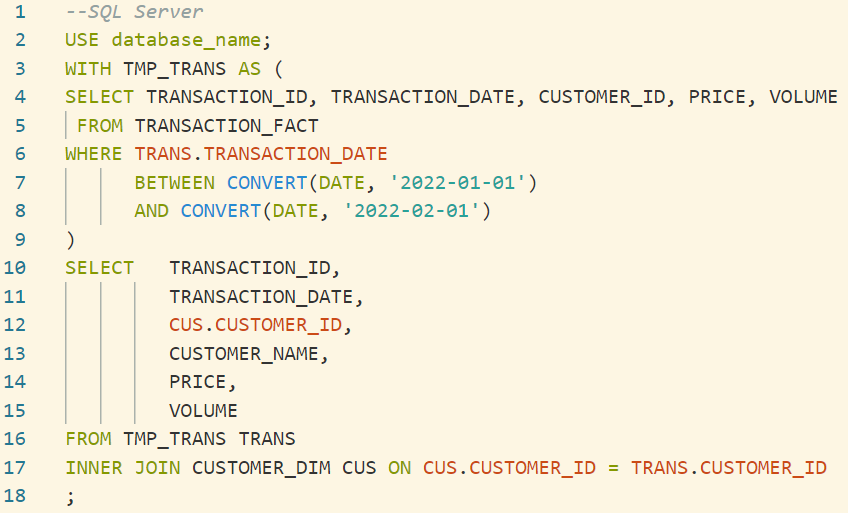 1 --SQL Server
2 USE database_name;
3 WITH TMP_TRANS AS (
4 SELECT TRANSACTION_ID, TRANSACTION_DATE, CUSTOMER_ID, PRICE, VOLUME
5 FROM TRANSACTION_FACT
6 WHERE TRANS.TRANSACTION_DATE
7 BETWEEN CONVERT(DATE, '2022-01-01')
8 AND CONVERT(DATE, '2022-02-01')
9 )
10 SELECT TRANSACTION_ID,
11 TRANSACTION_DATE,
12 CUS.CUSTOMER_ID,
13 CUSTOMER_NAME,
14 PRICE,
15 VOLUME
16 FROM TMP_TRANS TRANS
17 INNER JOIN CUSTOMER_DIM CUS ON CUS.CUSTOMER_ID = TRANS.CUSTOMER_ID
18 ;